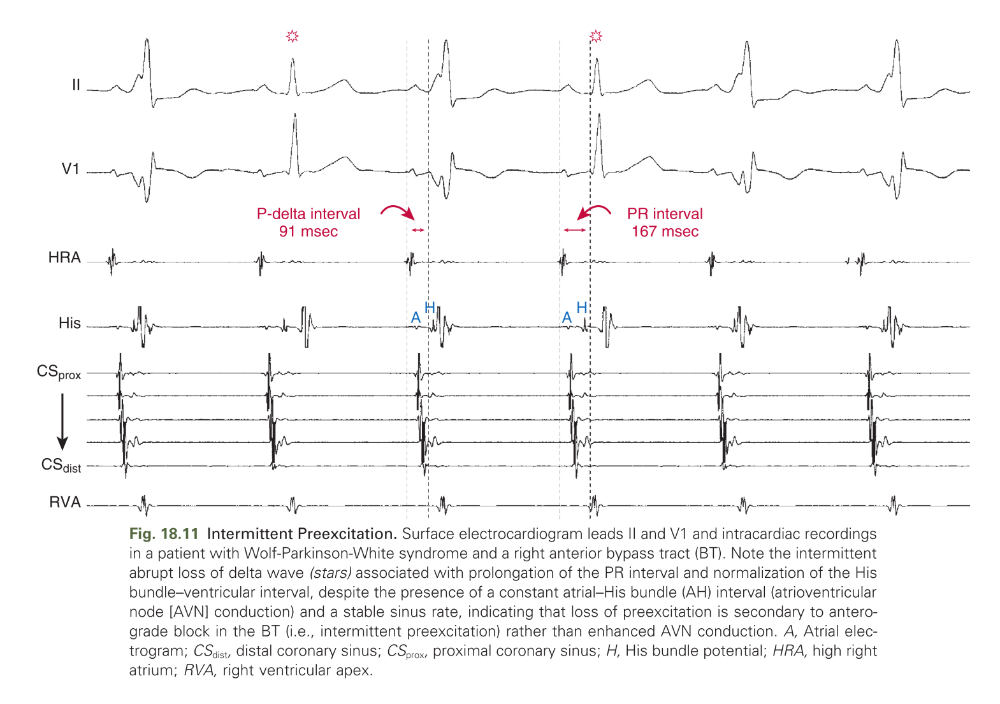 II
V1
P-delta interval
91 msec
PR interval
167 msec
HRA
H
H
A
A
His
CSprox
CSdist
RVA
Fig. 18.11 Intermittent Preexcitation. Surface electrocardiogram leads II and V1 and intracardiac recordings
in a patient with Wolf-Parkinson-White syndrome and a right anterior bypass tract (BT). Note the intermittent
abrupt loss of delta wave (stars) associated with prolongation of the PR interval and normalization of the His
bundle–ventricular interval, despite the presence of a constant atrial–His bundle (AH) interval (atrioventricular
node [AVN] conduction) and a stable sinus rate, indicating that loss of preexcitation is secondary to antero-
grade block in the BT (i.e., intermittent preexcitation) rather than enhanced AVN conduction. A, Atrial elec-
trogram; CSdist, distal coronary sinus; CSprox, proximal coronary sinus; H, His bundle potential; HRA, high right
atrium; RVA, right ventricular apex.